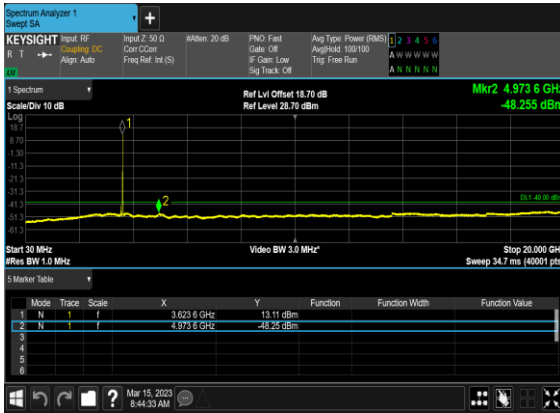 Spectrum Analyzer 1
Swept SA
+
KEYSIGHT Input: RF Input Z: 50 Ω #Atten: 20 dB PNO: Fast Avg Type: Power (RMS) 1 2 3 4 5 6
R T Coupling: DC Corr CCorr Gate: Off Avg|Hold: 100/100 A W W W W W
Align: Auto Freq Ref: Int (S) IF Gain: Low Trig: Free Run
Sig Track: Off A N N N N N
1 Spectrum Ref Lvl Offset 18.70 dB Mkr2 4.973 6 GHz
Scale/Div 10 dB Ref Level 28.70 dBm -48.255 dBm
Log
18.7
8.70
-1.30
-11.3
-21.3
-31.3
-41.3
-51.3
-61.3
1
2
DL1 -40.00 dBm
Start 30 MHz Video BW 3.0 MHz* Stop 20.000 GHz
#Res BW 1.0 MHz Sweep 34.7 ms (40001 pts)
5 Marker Table
Mode Trace Scale X Y Function Function Width Function Value
1 N 1 f 3.623 6 GHz 13.11 dBm
2 N 1 f 4.973 6 GHz -48.25 dBm
3
4
5
6
? Mar 15, 2023
8:44:33 AM